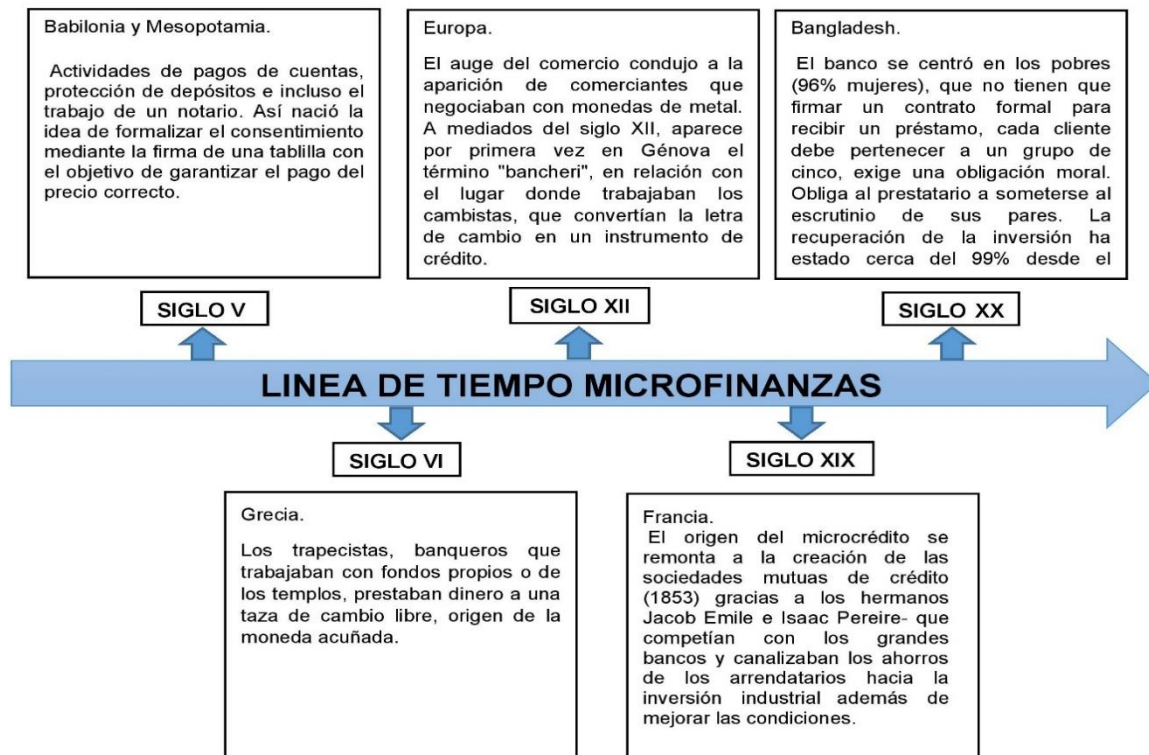 Babilonia y Mesopotamia.
Actividades de pagos de cuentas,
protección de depósitos e incluso el
trabajo de un notario. Así nació la
idea de formalizar el consentimiento
mediante la firma de una tablilla con
el objetivo de garantizar el pago del
precio correcto.
Europa.
El auge del comercio condujo a la
aparición de comerciantes que
negociaban con monedas de metal.
A mediados del siglo XII, aparece
por primera vez en Génova el
término "bancheri", en relación con
el lugar donde trabajaban los
cambistas, que convertían la letra
de cambio en un instrumento de
crédito.
Bangladesh.
El banco se centró en los pobres
(96% mujeres), que no tienen que
firmar un contrato formal para
recibir un préstamo, cada cliente
debe pertenecer a un grupo de
cinco, exige una obligación moral.
Obliga al prestatario a someterse al
escrutinio de sus pares. La
recuperación de la inversión ha
estado cerca del 99% desde el
SIGLO V
SIGLO XII
SIGLO XX
LINEA DE TIEMPO MICROFINANZAS
SIGLO VI
SIGLO XIX
Grecia.
Los trapecistas, banqueros que
trabajaban con fondos propios o de
los templos, prestaban dinero a una
taza de cambio libre, origen de la
moneda acuñada.
Francia.
El origen del microcrédito se
remonta a la creación de las
sociedades mutuas de crédito
(1853) gracias a los hermanos
Jacob Emile e Isaac Pereire- que
competían con los grandes
bancos y canalizaban los ahorros
de los arrendatarios hacia la
inversión industrial además de
mejorar las condiciones.